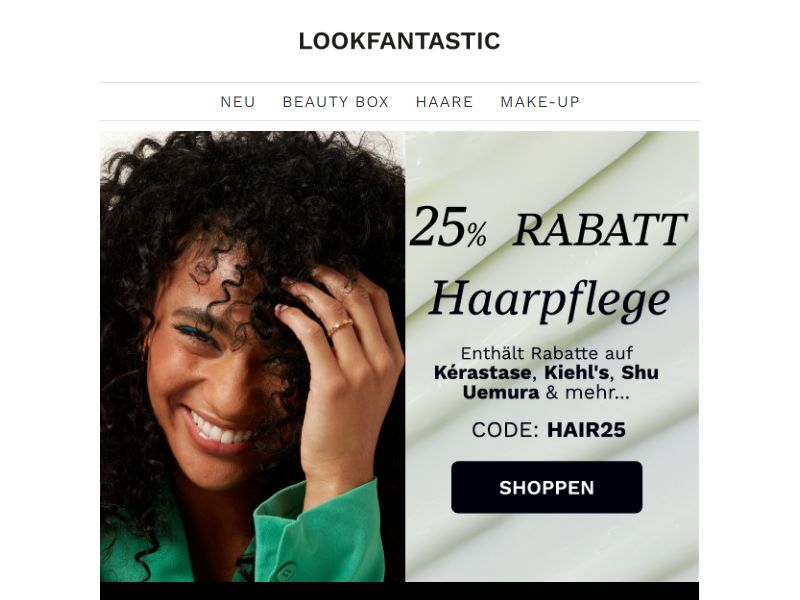 LOOKFANTASTIC
NEU BEAUTY BOX HAARE MAKE-UP
25% RABATT
Haarpflege
Enthält Rabatte auf
Kérastase, Kiehl's, Shu
Uemura & mehr...
CODE: HAIR25
SHOPPEN